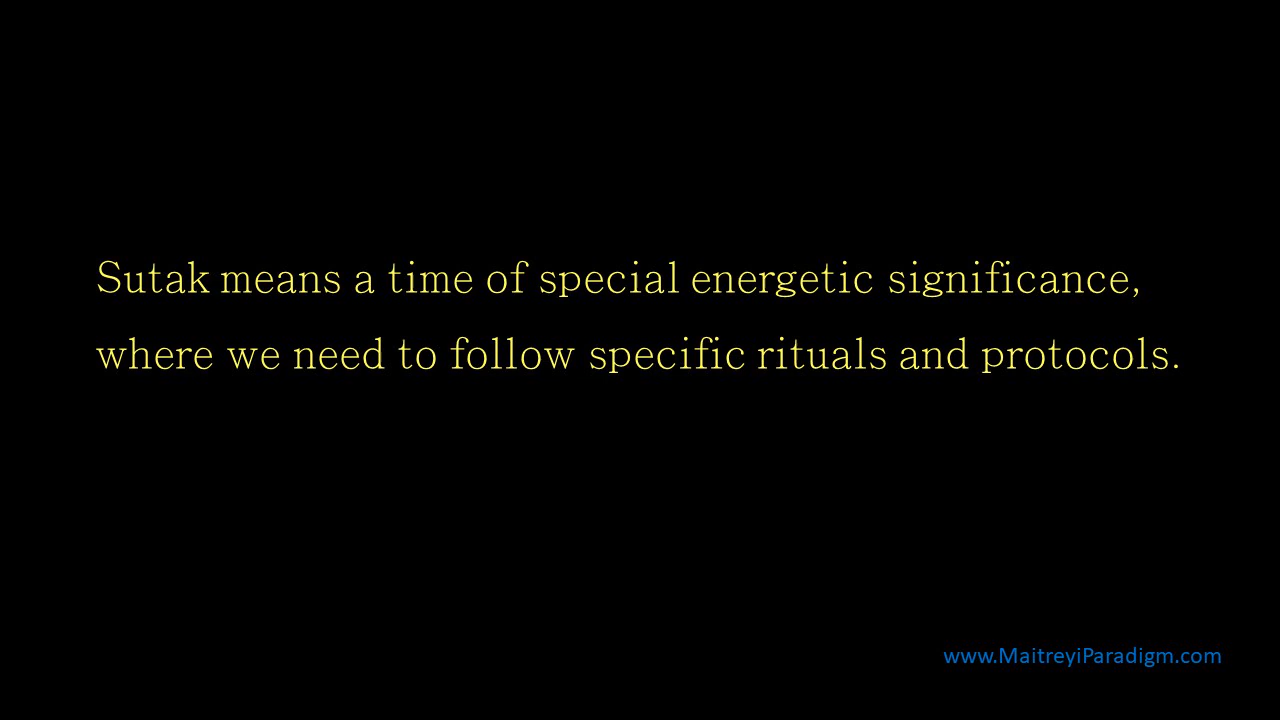 Sutak means a time of special energetic significance,
where we need to follow specific rituals and protocols.
www.MaitreyiParadigm.com